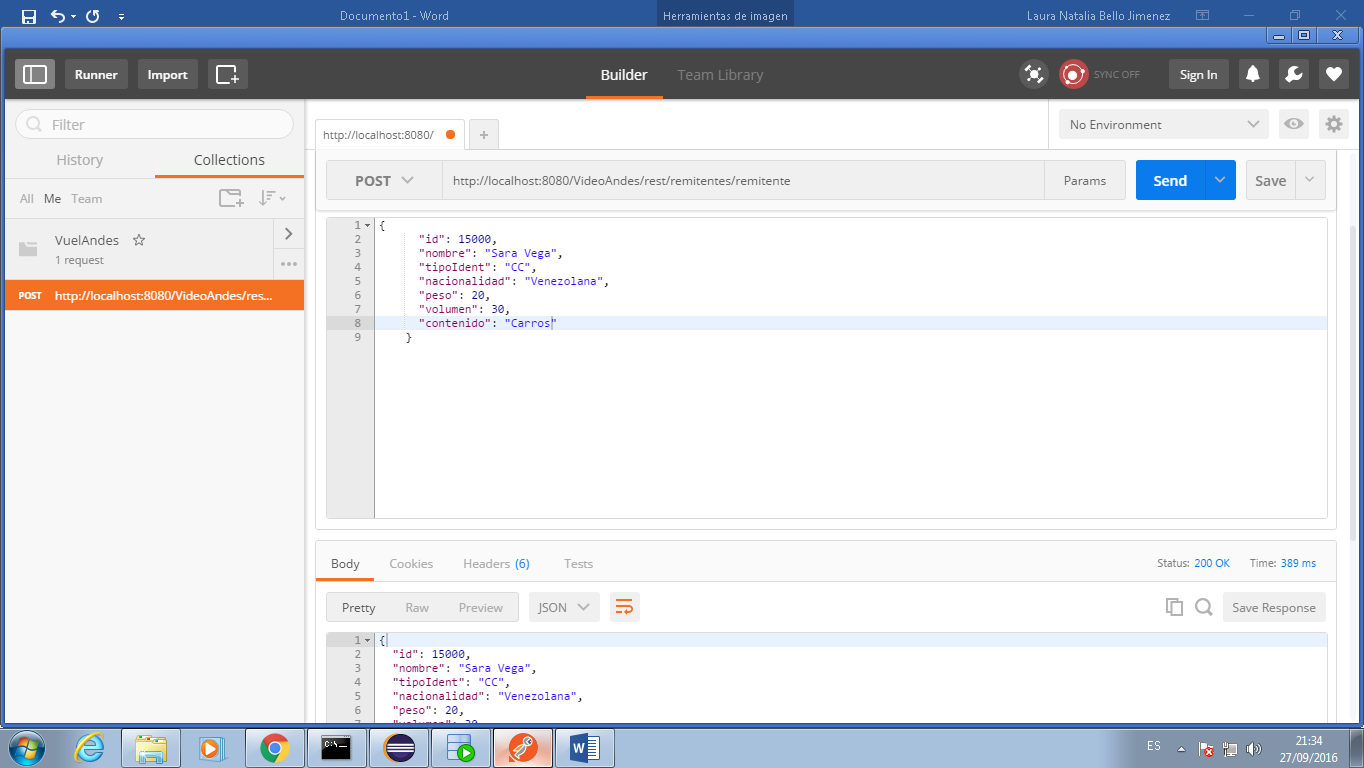 Documento1 - Word
Herramientas de imagen
Laura Natalia Bello Jimenez
Runner
Import
Builder
Team Library
SYNC OFF
Sign In
Filter
History
Collections
All Me Team
VuelAndes
1 request
POST http://localhost:8080/VideoAndes/res...
http://localhost:8080/
No Environment
POST
http://localhost:8080/VideoAndes/rest/remitentes/remitente
Params
Send
Save
1 {
2 "id": 15000,
3 "nombre": "Sara Vega",
4 "tipoIdent": "CC",
5 "nacionalidad": "Venezolana",
6 "peso": 20,
7 "volumen": 30,
8 "contenido": "Carros"
9 }
Body
Cookies
Headers (6)
Tests
Status: 200 OK
Time: 389 ms
Pretty
Raw
Preview
JSON
Save Response
1 {
2 "id": 15000,
3 "nombre": "Sara Vega",
4 "tipoIdent": "CC",
5 "nacionalidad": "Venezolana",
6 "peso": 20,
7 "volumen": 30,
C:\
ES
21:34
27/09/2016